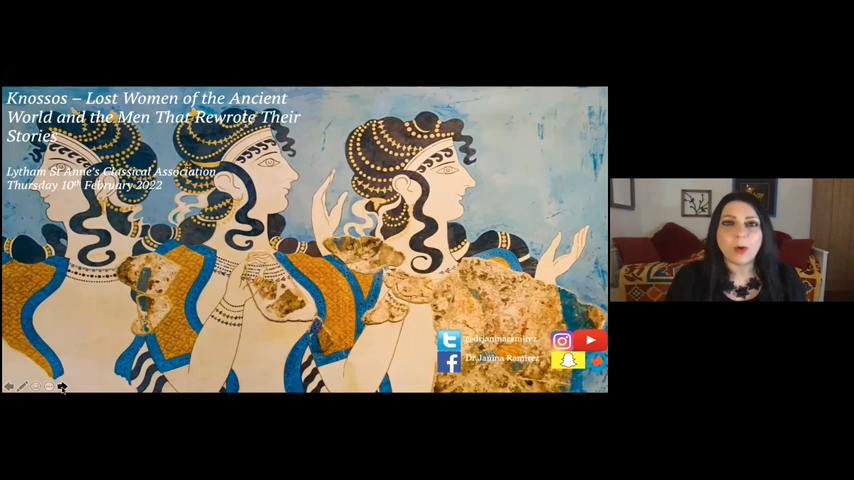 Knossos – Lost Women of the Ancient
World and the Men That Rewrote Their
Stories
Lytham St Anne's Classical Association
Thursday 10th February 2022
@drjaninaramirez
Dr Janina Ramirez